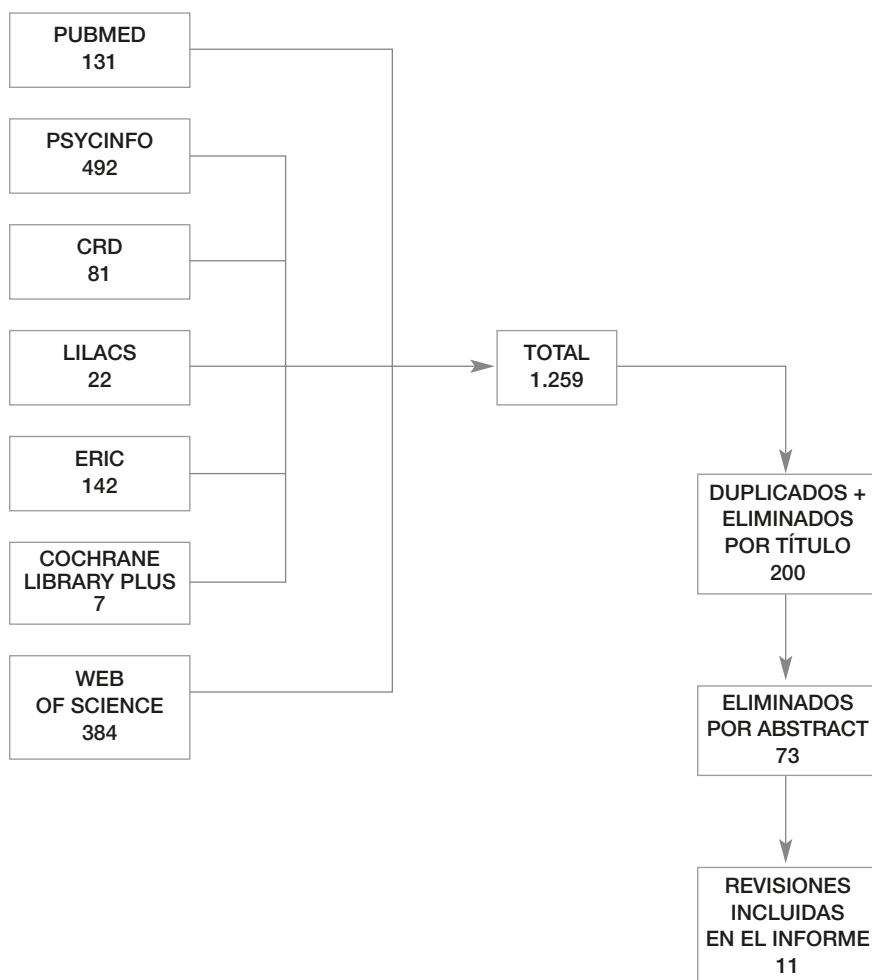 PUBMED
131
PSYCINFO
492
CRD
81
LILACS
22
ERIC
142
COCHRANE
LIBRARY PLUS
7
WEB
OF SCIENCE
384
TOTAL
1.259
DUPLICADOS +
ELIMINADOS
POR TÍTULO
200
ELIMINADOS
POR ABSTRACT
73
REVISIONES
INCLUIDAS
EN EL INFORME
11